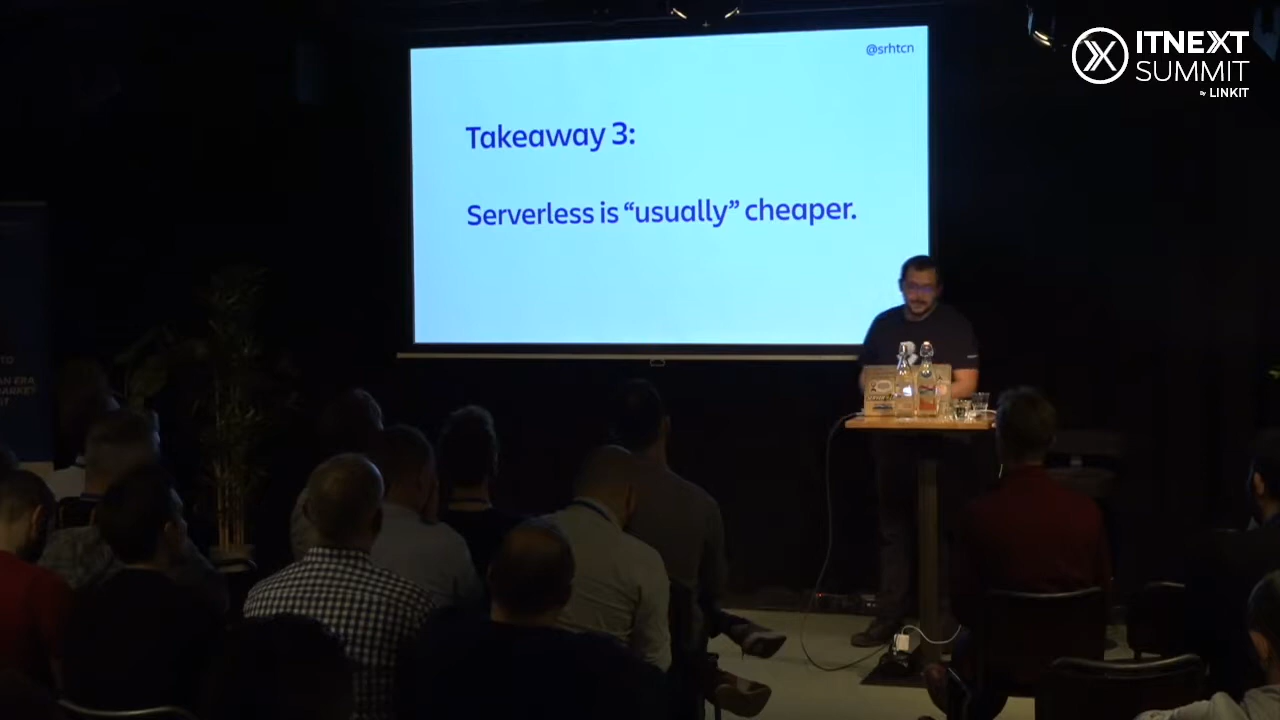 @srhtcn
Takeaway 3:
Serverless is “usually” cheaper.
ITNEXT
SUMMIT
By LINKIT